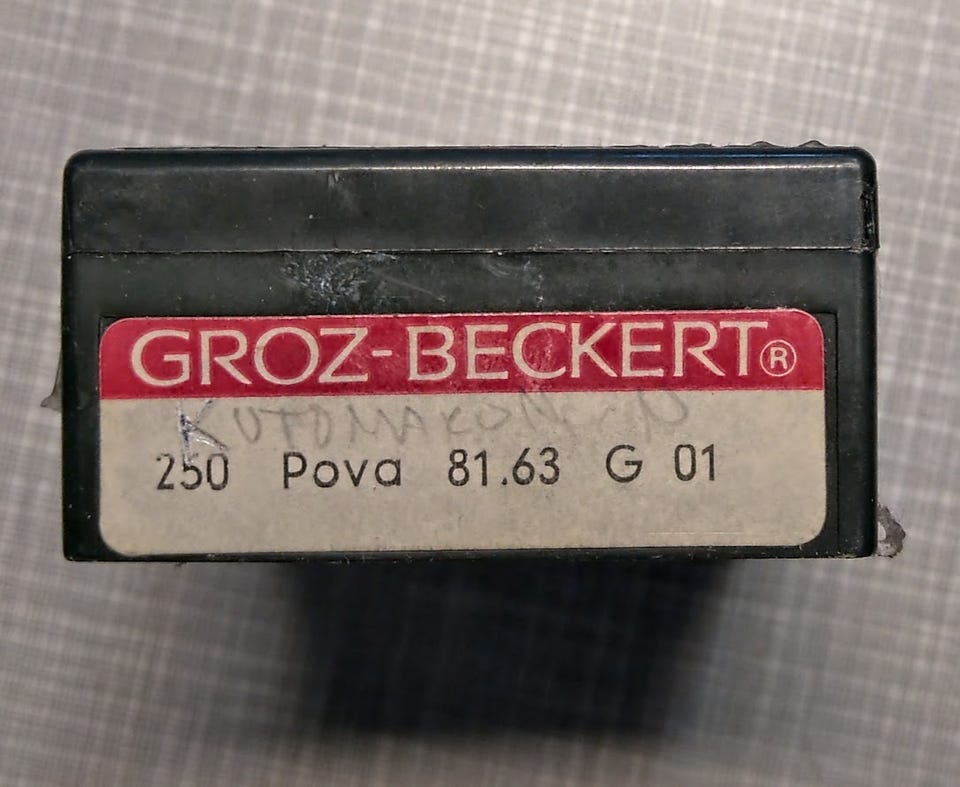 GROZ-BECKERT®
250 Pova 81.63 G 01